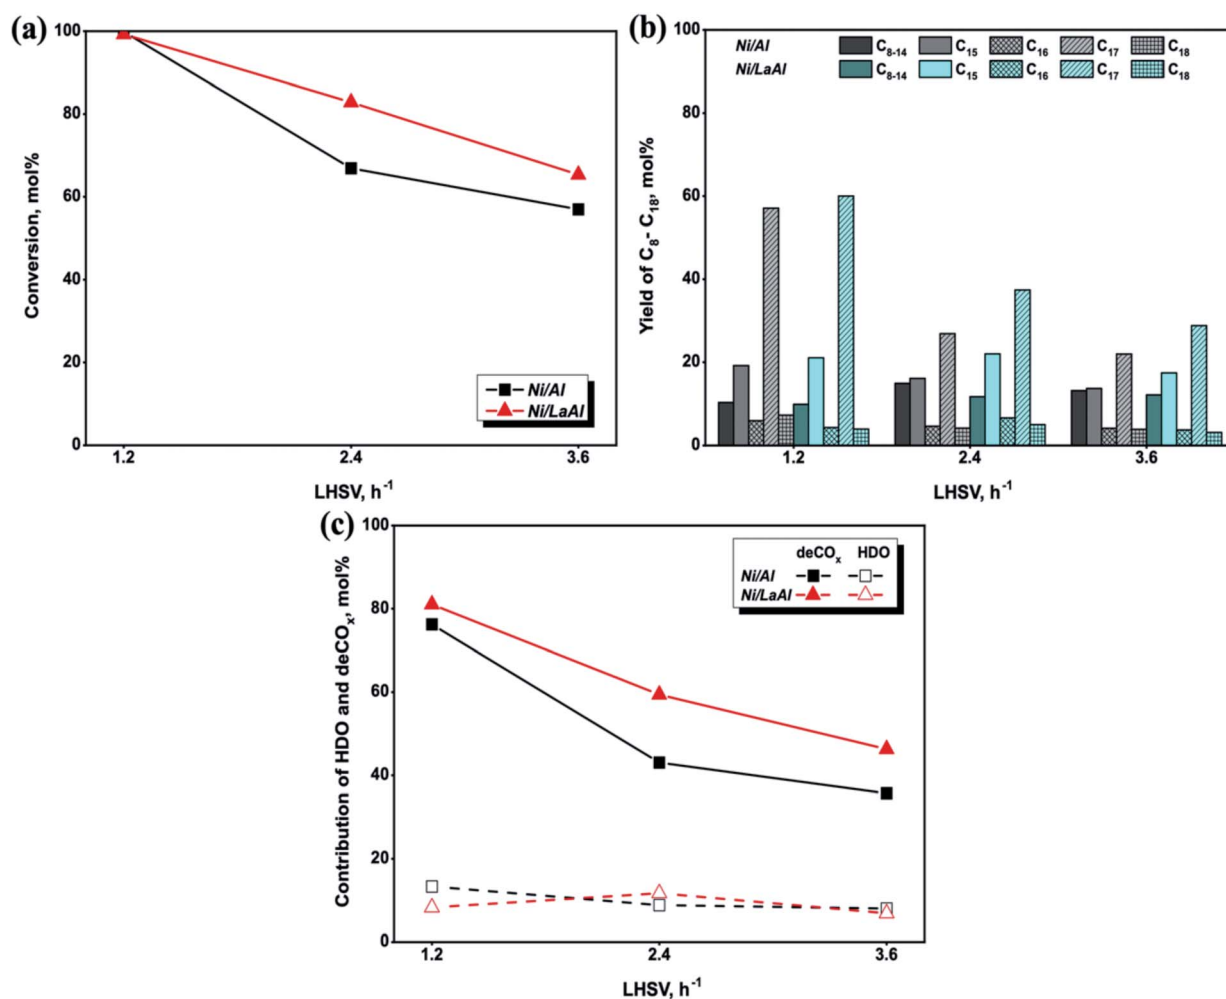 (a)
100
80
60
40
20
0
Conversion, mol%
Ni/Al
Ni/LaAl
1.2 2.4 3.6
LHSV, h⁻¹
(b)
100
80
60
40
20
0
Yield of C₈- C₁₈, mol%
Ni/Al C₈₋₁₄ C₁₅ C₁₆ C₁₇ C₁₈
Ni/LaAl C₈₋₁₄ C₁₅ C₁₆ C₁₇ C₁₈
1.2 2.4 3.6
LHSV, h⁻¹
(c)
100
80
60
40
20
0
Contribution of HDO and deCOₓ, mol%
deCOₓ HDO
Ni/Al
Ni/LaAl
1.2 2.4 3.6
LHSV, h⁻¹